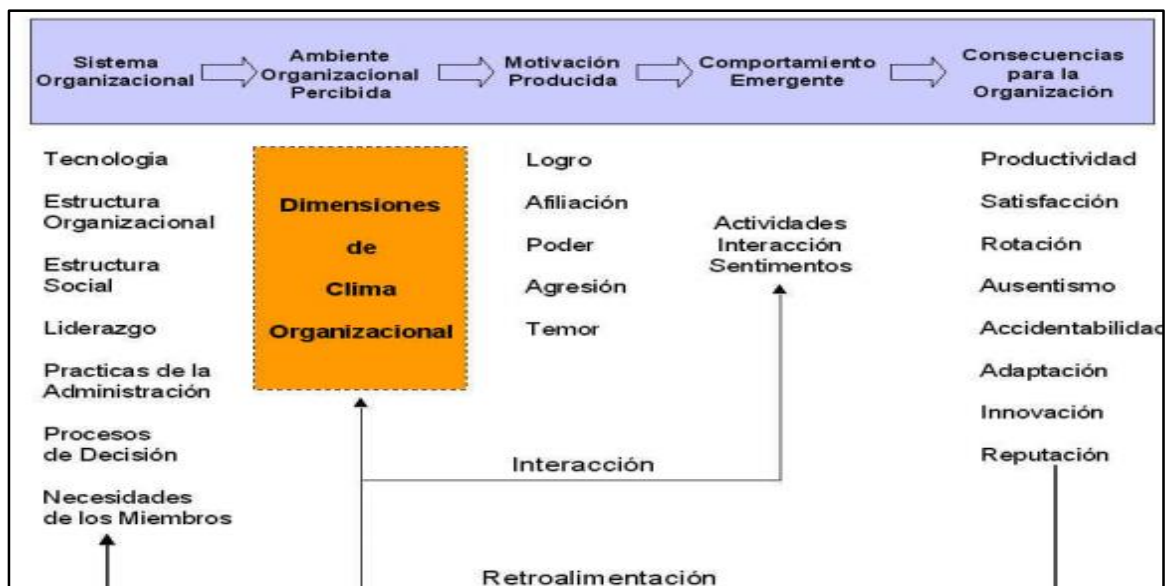 Sistema
Organizacional
Ambiente
Organizacional
Percibida
Motivación
Producida
Comportamiento
Emergente
Consecuencias
para la
Organización
Tecnologia
Estructura
Organizacional
Estructura
Social
Liderazgo
Practicas de la
Administración
Procesos
de Decisión
Necesidades
de los Miembros
Dimensiones
de
Clima
Organizacional
Logro
Afiliación
Poder
Agresión
Temor
Actividades
Interacción
Sentimentos
Productividad
Satisfacción
Rotación
Ausentismo
Accidentabilidad
Adaptación
Innovación
Reputación
Interacción
Retroalimentación